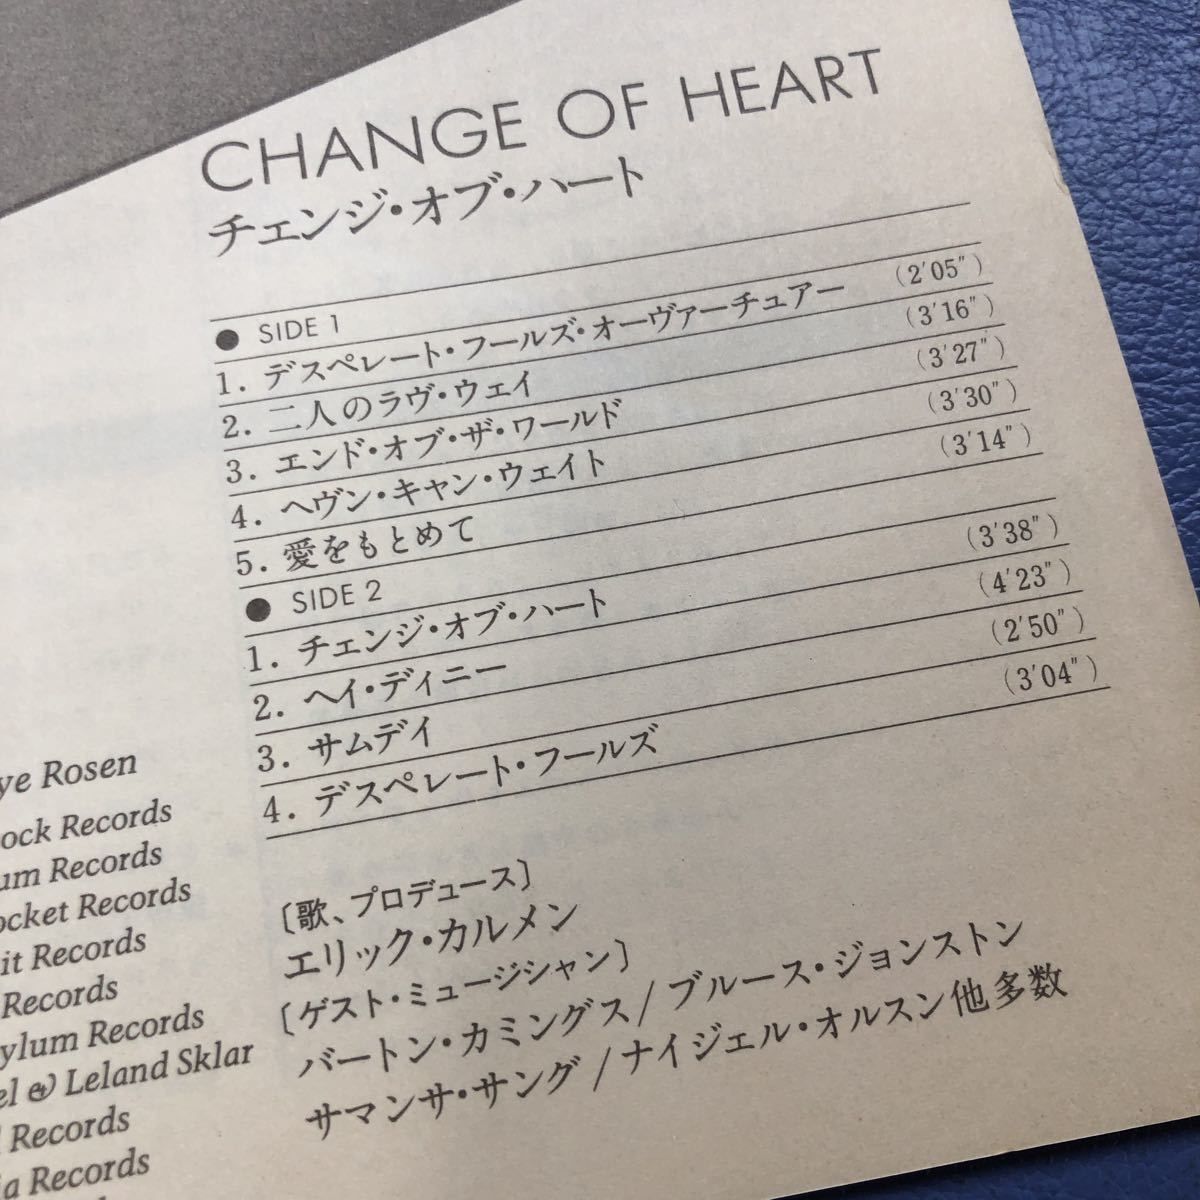 CHANGE OF HEART
チェンジ・オブ・ハート
● SIDE 1
1. デスペレート・フールズ・オーヴァーチュアー (2′05″)
2. 二人のラヴ・ウェイ (3′16″)
3. エンド・オブ・ザ・ワールド (3′27″)
4. ヘヴン・キャン・ウェイト (3′30″)
5. 愛をもとめて (3′14″)
● SIDE 2
1. チェンジ・オブ・ハート (3′38″)
2. ヘイ・ディニー (4′23″)
3. サムデイ (2′50″)
4. デスペレート・フールズ (3′04″)
〔歌、プロデュース〕
エリック・カルメン
〔ゲスト・ミュージシャン〕
バートン・カミングス/ブルース・ジョンストン
サマンサ・サング/ナイジェル・オルスン他多数
ye Rosen
ock Records
um Records
ocket Records
it Records
Records
ylum Records
el & Leland Sklar
Records
ia Records